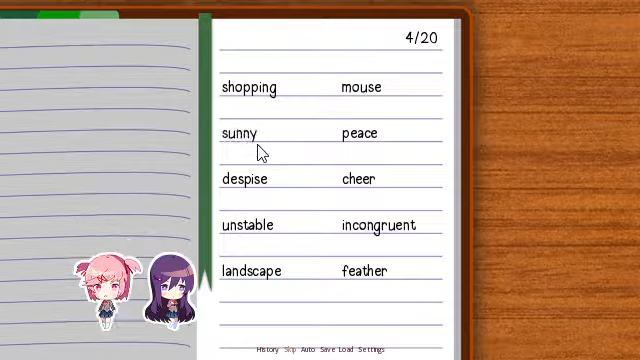 4/20
shopping mouse
sunny peace
despise cheer
unstable incongruent
landscape feather
History Skip Auto Save Load Settings